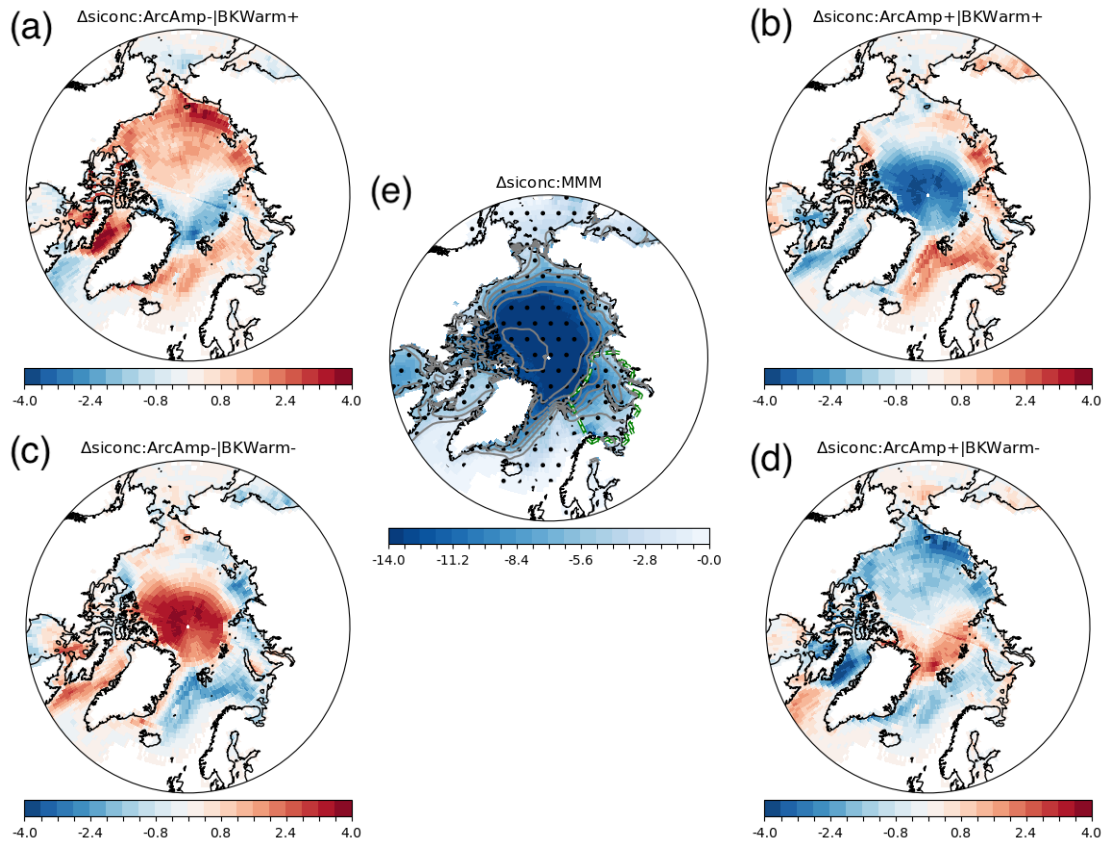 (a)
Δsiconc:ArcAmp-|BKWarm+
-4.0 -2.4 -0.8 0.8 2.4 4.0
(b)
Δsiconc:ArcAmp+|BKWarm+
-4.0 -2.4 -0.8 0.8 2.4 4.0
(e)
Δsiconc:MMM
-14.0 -11.2 -8.4 -5.6 -2.8 -0.0
(c)
Δsiconc:ArcAmp-|BKWarm-
-4.0 -2.4 -0.8 0.8 2.4 4.0
(d)
Δsiconc:ArcAmp+|BKWarm-
-4.0 -2.4 -0.8 0.8 2.4 4.0